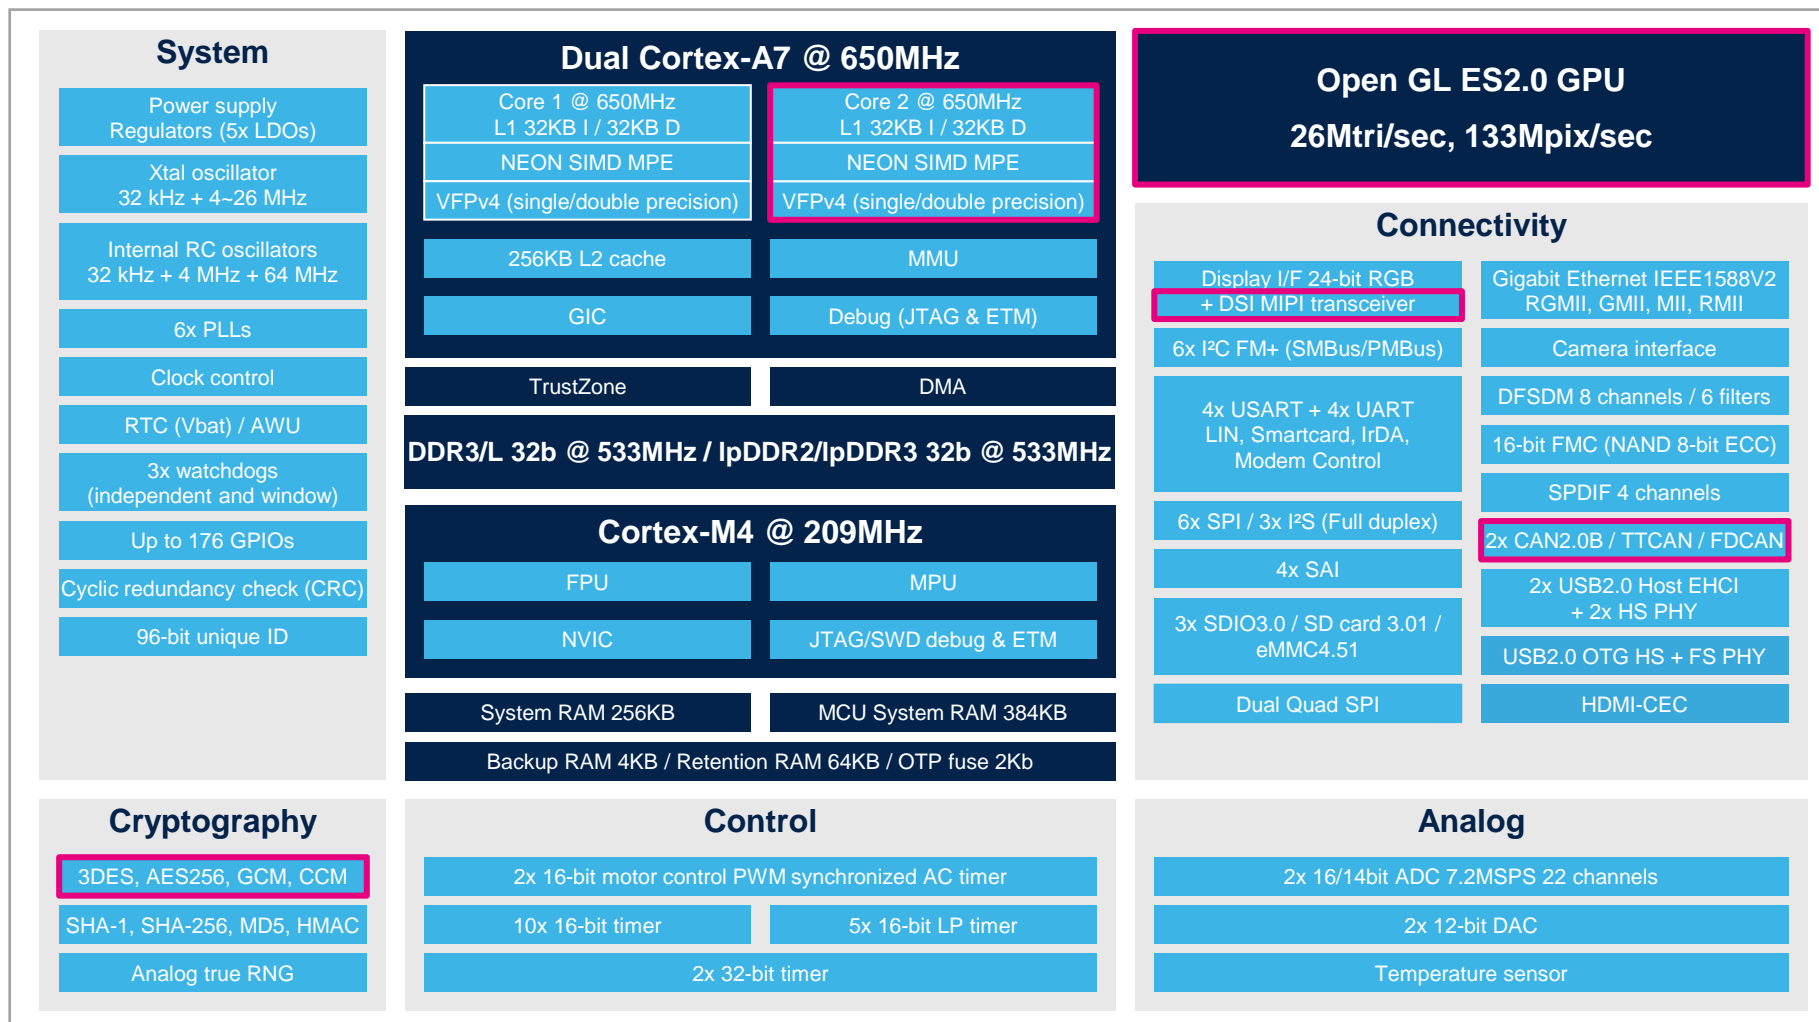 System
Power supply
Regulators (5x LDOs)
Xtal oscillator
32 kHz + 4~26 MHz
Internal RC oscillators
32 kHz + 4 MHz + 64 MHz
6x PLLs
Clock control
RTC (Vbat) / AWU
3x watchdogs
(independent and window)
Up to 176 GPIOs
Cyclic redundancy check (CRC)
96-bit unique ID
Dual Cortex-A7 @ 650MHz
Core 1 @ 650MHz
L1 32KB I / 32KB D
NEON SIMD MPE
VFPv4 (single/double precision)
Core 2 @ 650MHz
L1 32KB I / 32KB D
NEON SIMD MPE
VFPv4 (single/double precision)
256KB L2 cache
MMU
GIC
Debug (JTAG & ETM)
TrustZone
DMA
DDR3/L 32b @ 533MHz / lpDDR2/lpDDR3 32b @ 533MHz
Cortex-M4 @ 209MHz
FPU
MPU
NVIC
JTAG/SWD debug & ETM
System RAM 256KB
MCU System RAM 384KB
Backup RAM 4KB / Retention RAM 64KB / OTP fuse 2Kb
Open GL ES2.0 GPU
26Mtri/sec, 133Mpix/sec
Connectivity
Display I/F 24-bit RGB
+ DSI MIPI transceiver
6x I²C FM+ (SMBus/PMBus)
4x USART + 4x UART
LIN, Smartcard, IrDA,
Modem Control
6x SPI / 3x I²S (Full duplex)
4x SAI
3x SDIO3.0 / SD card 3.01 /
eMMC4.51
Dual Quad SPI
Gigabit Ethernet IEEE1588V2
RGMII, GMII, MII, RMII
Camera interface
DFSDM 8 channels / 6 filters
16-bit FMC (NAND 8-bit ECC)
SPDIF 4 channels
2x CAN2.0B / TTCAN / FDCAN
2x USB2.0 Host EHCI
+ 2x HS PHY
USB2.0 OTG HS + FS PHY
HDMI-CEC
Cryptography
3DES, AES256, GCM, CCM
SHA-1, SHA-256, MD5, HMAC
Analog true RNG
Control
2x 16-bit motor control PWM synchronized AC timer
10x 16-bit timer
5x 16-bit LP timer
2x 32-bit timer
Analog
2x 16/14bit ADC 7.2MSPS 22 channels
2x 12-bit DAC
Temperature sensor